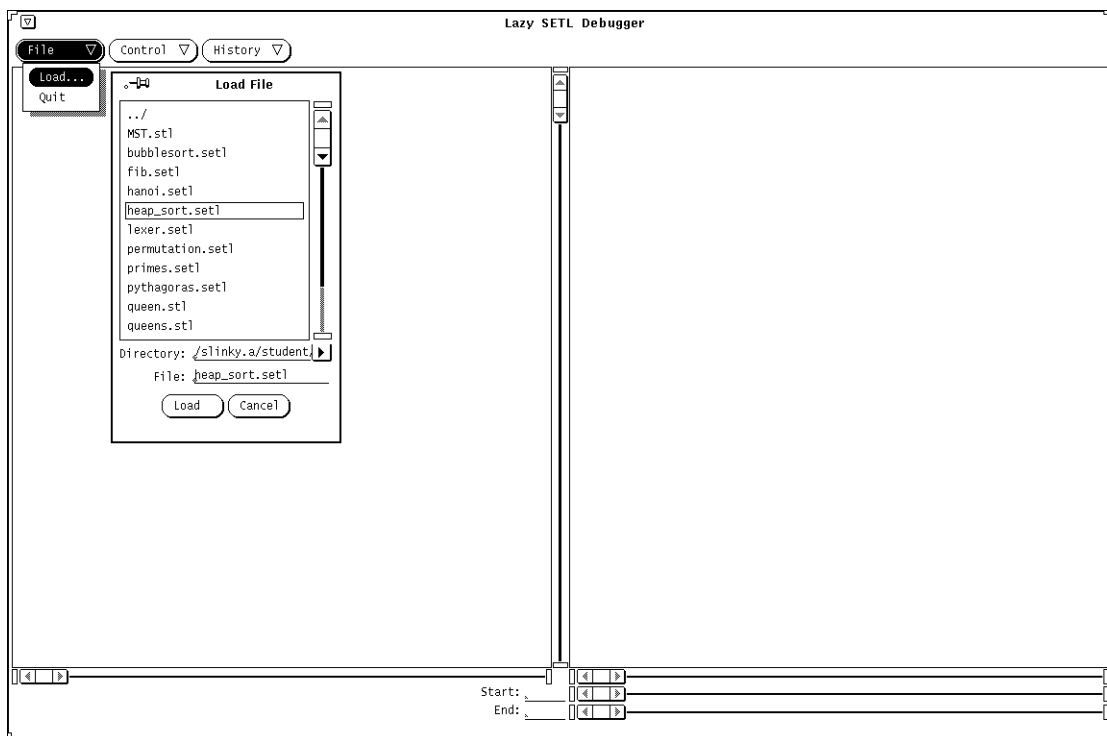 Lazy SETL Debugger
File Control History
Load...
Quit
Load File
../
MST.stl
bubblesort.setl
fib.setl
hanoi.setl
heap_sort.setl
lexer.setl
permutation.setl
primes.setl
pythagoras.setl
queen.stl
queens.stl
Directory: /slinky.a/student/
File: heap_sort.setl
Load Cancel
Start:
End: